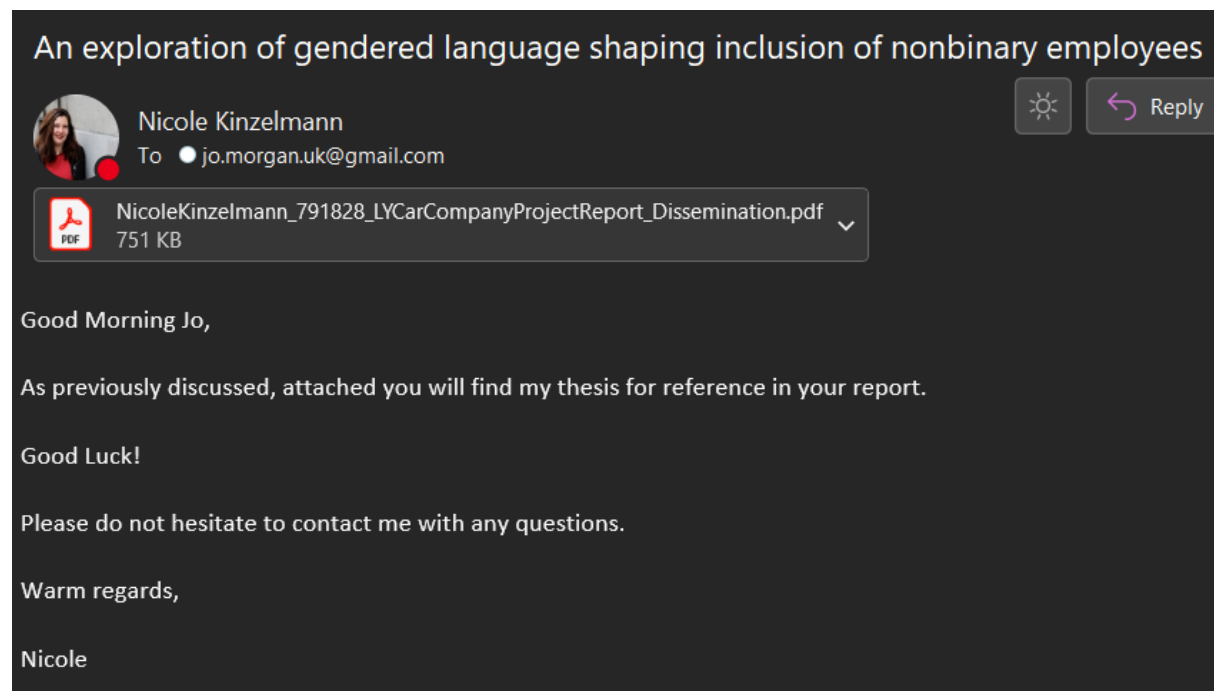 An exploration of gendered language shaping inclusion of nonbinary employees
Nicole Kinzelmann
Reply
To jo.morgan.uk@gmail.com
NicoleKinzelmann_791828_LYCarCompanyProjectReport_Dissemination.pdf
PDF
751 KB
Good Morning Jo,
As previously discussed, attached you will find my thesis for reference in your report.
Good Luck!
Please do not hesitate to contact me with any questions.
Warm regards,
Nicole